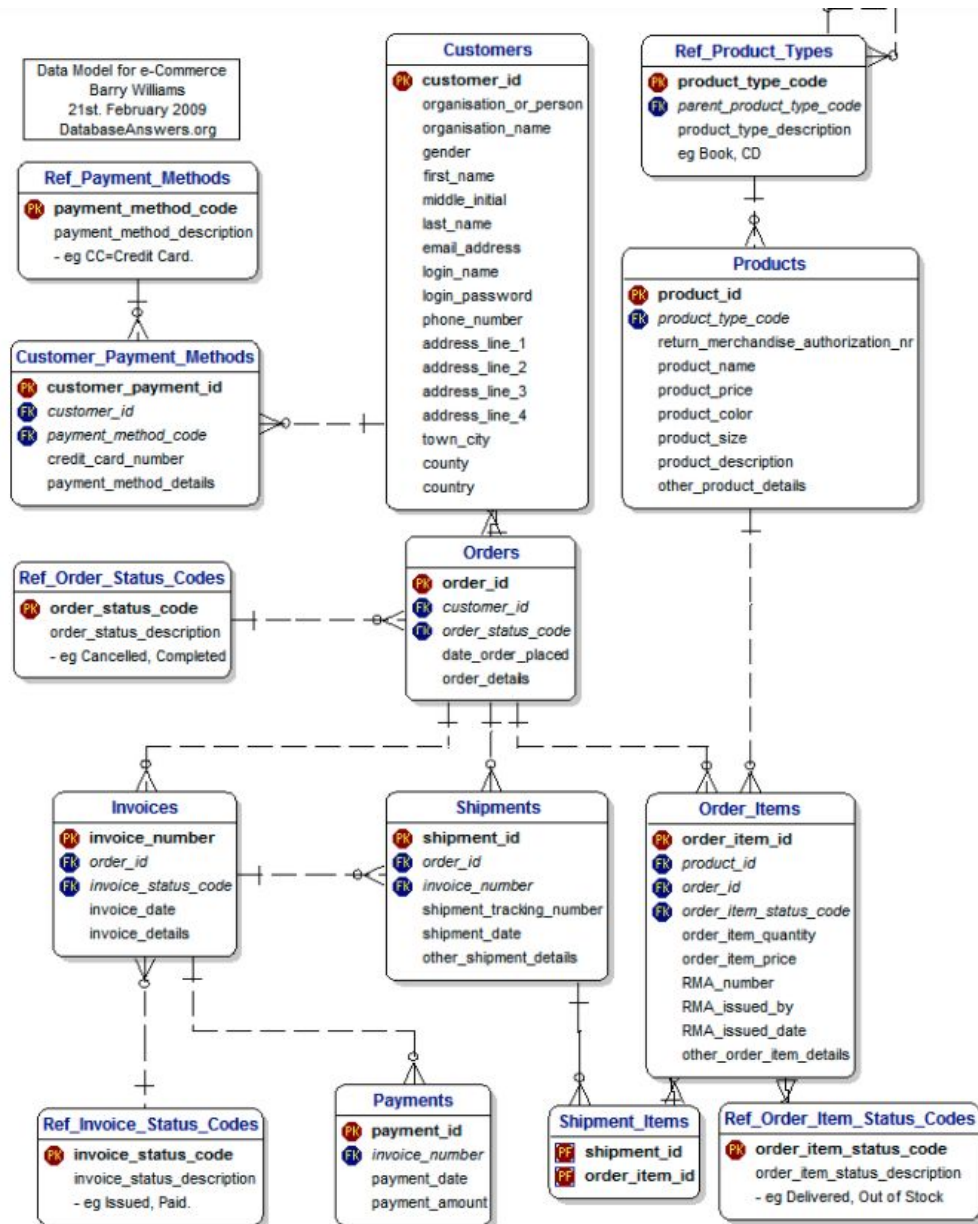 Data Model for e-Commerce
Barry Williams
21st. February 2009
DatabaseAnswers.org
Customers
PK customer_id
organisation_or_person
organisation_name
gender
first_name
middle_initial
last_name
email_address
login_name
login_password
phone_number
address_line_1
address_line_2
address_line_3
address_line_4
town_city
county
country
Ref_Product_Types
PK product_type_code
FK parent_product_type_code
product_type_description
eg Book, CD
Ref_Payment_Methods
PK payment_method_code
payment_method_description
- eg CC=Credit Card.
Products
PK product_id
FK product_type_code
return_merchandise_authorization_nr
product_name
product_price
product_color
product_size
product_description
other_product_details
Customer_Payment_Methods
PK customer_payment_id
FK customer_id
FK payment_method_code
credit_card_number
payment_method_details
Orders
PK order_id
FK customer_id
FK order_status_code
date_order_placed
order_details
Ref_Order_Status_Codes
PK order_status_code
order_status_description
- eg Cancelled, Completed
Invoices
PK invoice_number
FK order_id
FK invoice_status_code
invoice_date
invoice_details
Shipments
PK shipment_id
FK order_id
FK invoice_number
shipment_tracking_number
shipment_date
other_shipment_details
Order_Items
PK order_item_id
FK product_id
FK order_id
FK order_item_status_code
order_item_quantity
order_item_price
RMA_number
RMA_issued_by
RMA_issued_date
other_order_item_details
Ref_Invoice_Status_Codes
PK invoice_status_code
invoice_status_description
- eg Issued, Paid.
Payments
PK payment_id
FK invoice_number
payment_date
payment_amount
Shipment_Items
PF shipment_id
PF order_item_id
Ref_Order_Item_Status_Codes
PK order_item_status_code
order_item_status_description
- eg Delivered, Out of Stock